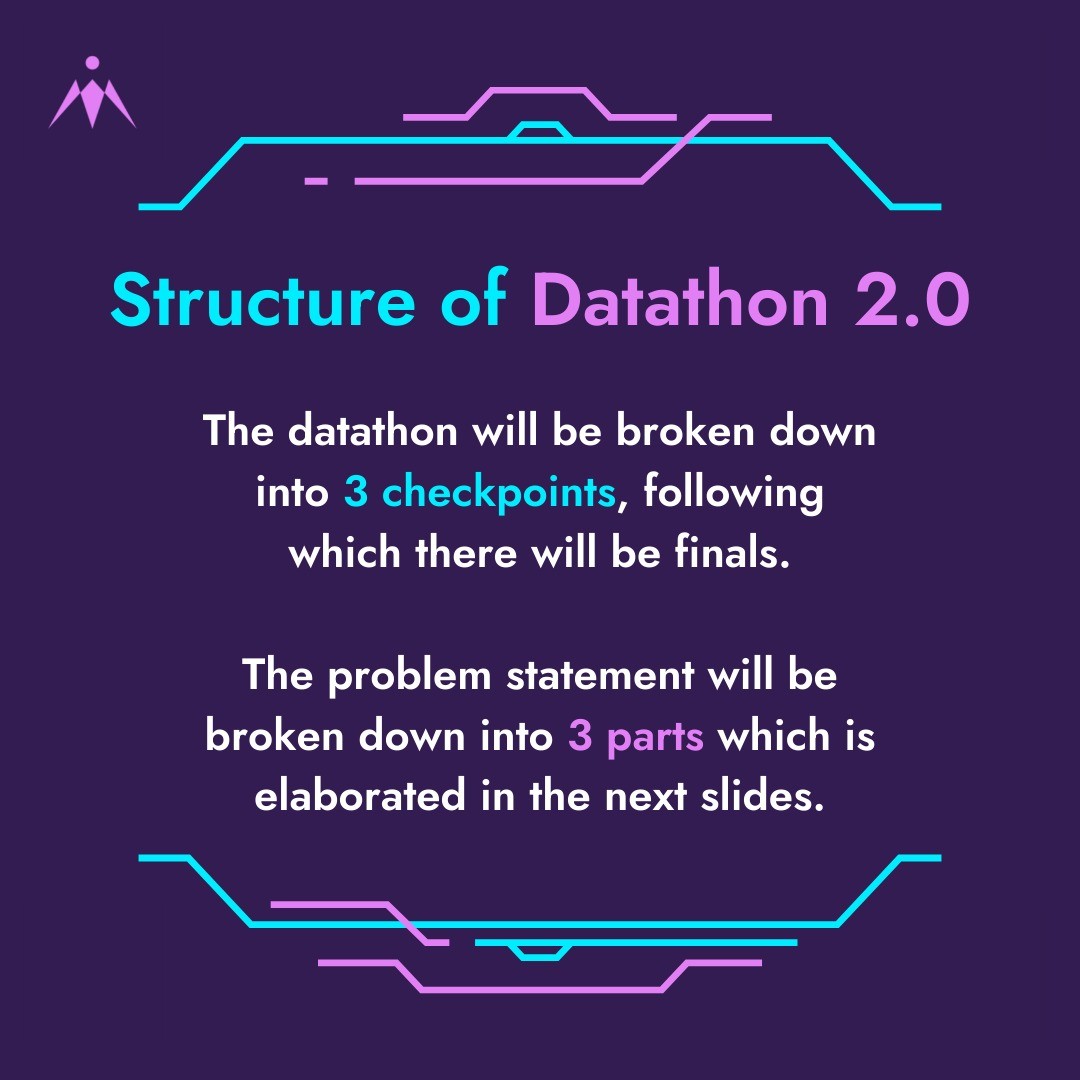 Structure of Datathon 2.0
The datathon will be broken down
into 3 checkpoints, following
which there will be finals.
The problem statement will be
broken down into 3 parts which is
elaborated in the next slides.